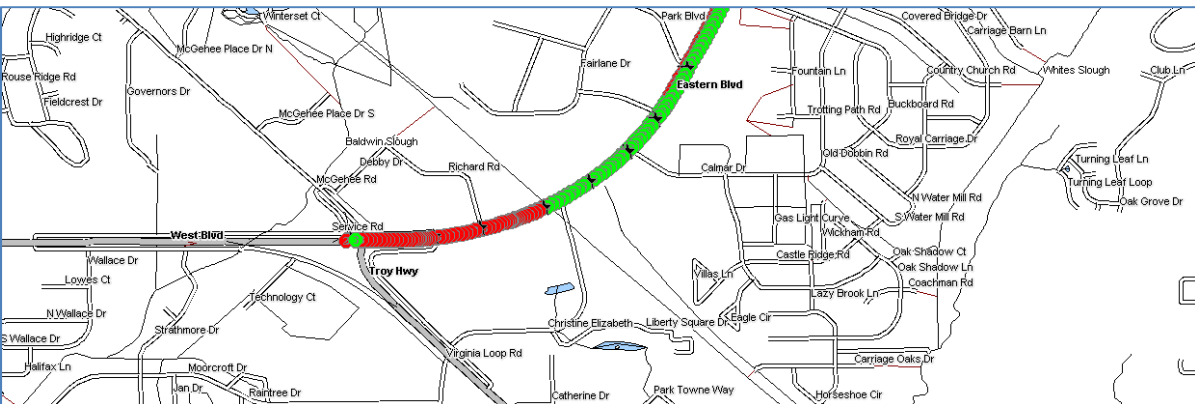 Winterset Ct
Park Blvd
Covered Bridge Dr
Carriage Barn Ln
Highridge Ct
McGehee Place Dr N
Rouse Ridge Rd
Fairlane Dr
Fountain Ln
Country Church Rd
Whites Slough
Club Ln
Governors Dr
Eastern Blvd
Fieldcrest Dr
McGehee Place Dr S
Trotting Path Rd
Buckboard Rd
Baldwin Slough
Royal Carriage Dr
Debby Dr
Richard Rd
Calmar Dr
Old Dobbin Rd
Turning Leaf Ln
McGehee Rd
Turning Leaf Loop
N Water Mill Rd
Oak Grove Dr
Service Rd
Gas Light Curve
S Water Mill Rd
West Blvd
Wickham Rd
Wallace Dr
Castle Ridge Rd
Oak Shadow Ct
Troy Hwy
Villas Ln
Oak Shadow Ln
Lowes Ct
Coachman Rd
Technology Ct
Lazy Brook Ln
N Wallace Dr
Eagle Cir
Strathmore Dr
Christine Elizabeth
Liberty Square Dr
S Wallace Dr
Virginia Loop Rd
Carriage Oaks Dr
Halifax Ln
Moorcroft Dr
Jan Dr
Raintree Dr
Catherine Dr
Park Towne Way
Horseshoe Cir